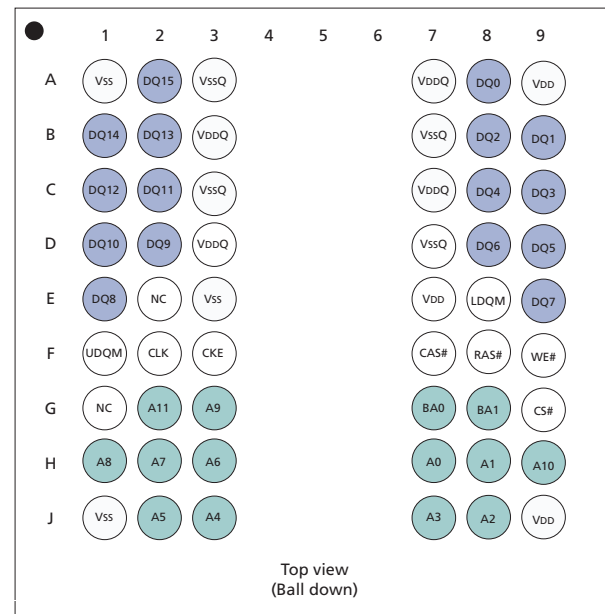 1 2 3 4 5 6 7 8 9
A Vss DQ15 VssQ VDDQ DQ0 VDD
B DQ14 DQ13 VDDQ VssQ DQ2 DQ1
C DQ12 DQ11 VssQ VDDQ DQ4 DQ3
D DQ10 DQ9 VDDQ VssQ DQ6 DQ5
E DQ8 NC Vss VDD LDQM DQ7
F UDQM CLK CKE CAS# RAS# WE#
G NC A11 A9 BA0 BA1 CS#
H A8 A7 A6 A0 A1 A10
J Vss A5 A4 A3 A2 VDD
Top view
(Ball down)